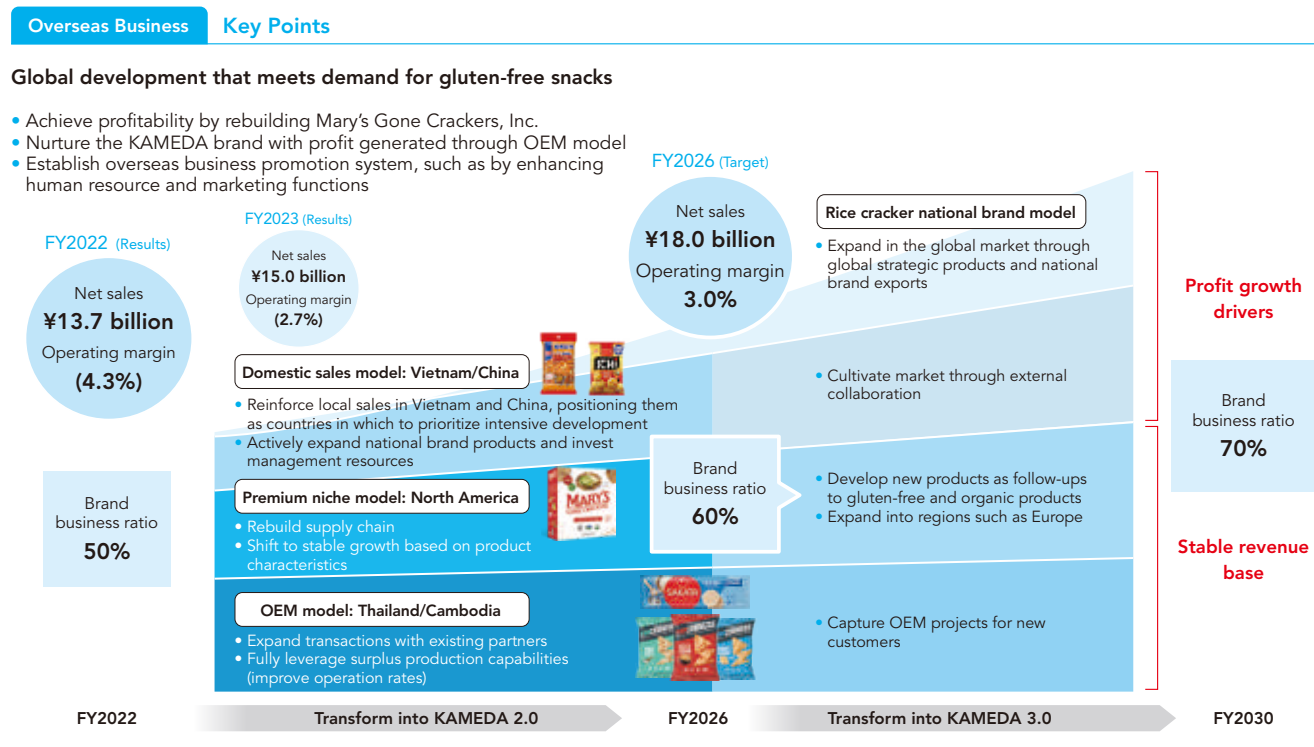 Overseas Business
Key Points
Global development that meets demand for gluten-free snacks
• Achieve profitability by rebuilding Mary's Gone Crackers, Inc.
• Nurture the KAMEDA brand with profit generated through OEM model
• Establish overseas business promotion system, such as by enhancing
human resource and marketing functions
FY2022 (Results)
Net sales
¥13.7 billion
Operating margin
(4.3%)
FY2023 (Results)
Net sales
¥15.0 billion
Operating margin
(2.7%)
FY2026 (Target)
Net sales
¥18.0 billion
Operating margin
3.0%
Rice cracker national brand model
• Expand in the global market through
global strategic products and national
brand exports
Profit growth
drivers
Domestic sales model: Vietnam/China
• Reinforce local sales in Vietnam and China, positioning them
as countries in which to prioritize intensive development
• Actively expand national brand products and invest
management resources
ICHI
• Cultivate market through external
collaboration
Brand
business ratio
70%
Brand
business ratio
50%
Premium niche model: North America
• Rebuild supply chain
• Shift to stable growth based on product
characteristics
MARY'S
Brand
business ratio
60%
• Develop new products as follow-ups
to gluten-free and organic products
• Expand into regions such as Europe
Stable revenue
base
OEM model: Thailand/Cambodia
• Expand transactions with existing partners
• Fully leverage surplus production capabilities
(improve operation rates)
SAKATA
• Capture OEM projects for new
customers
FY2022
Transform into KAMEDA 2.0
FY2026
Transform into KAMEDA 3.0
FY2030